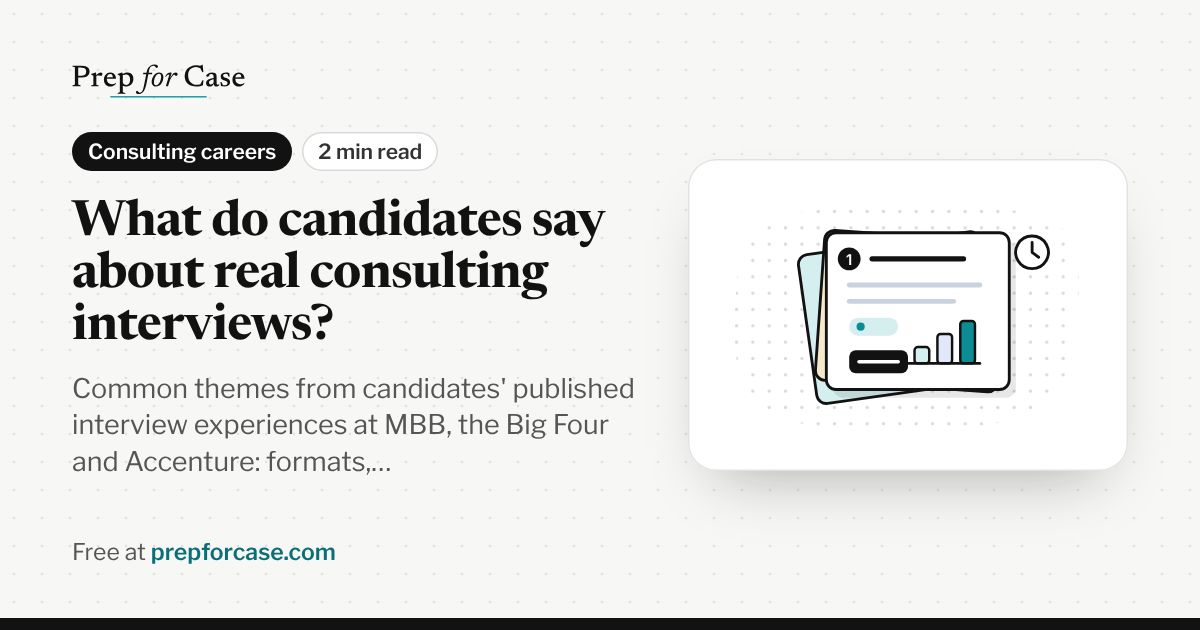 Prep for Case
Consulting careers
2 min read
What do candidates say
about real consulting
interviews?
Common themes from candidates' published
interview experiences at MBB, the Big Four
and Accenture: formats,...
1
Free at prepforcase.com